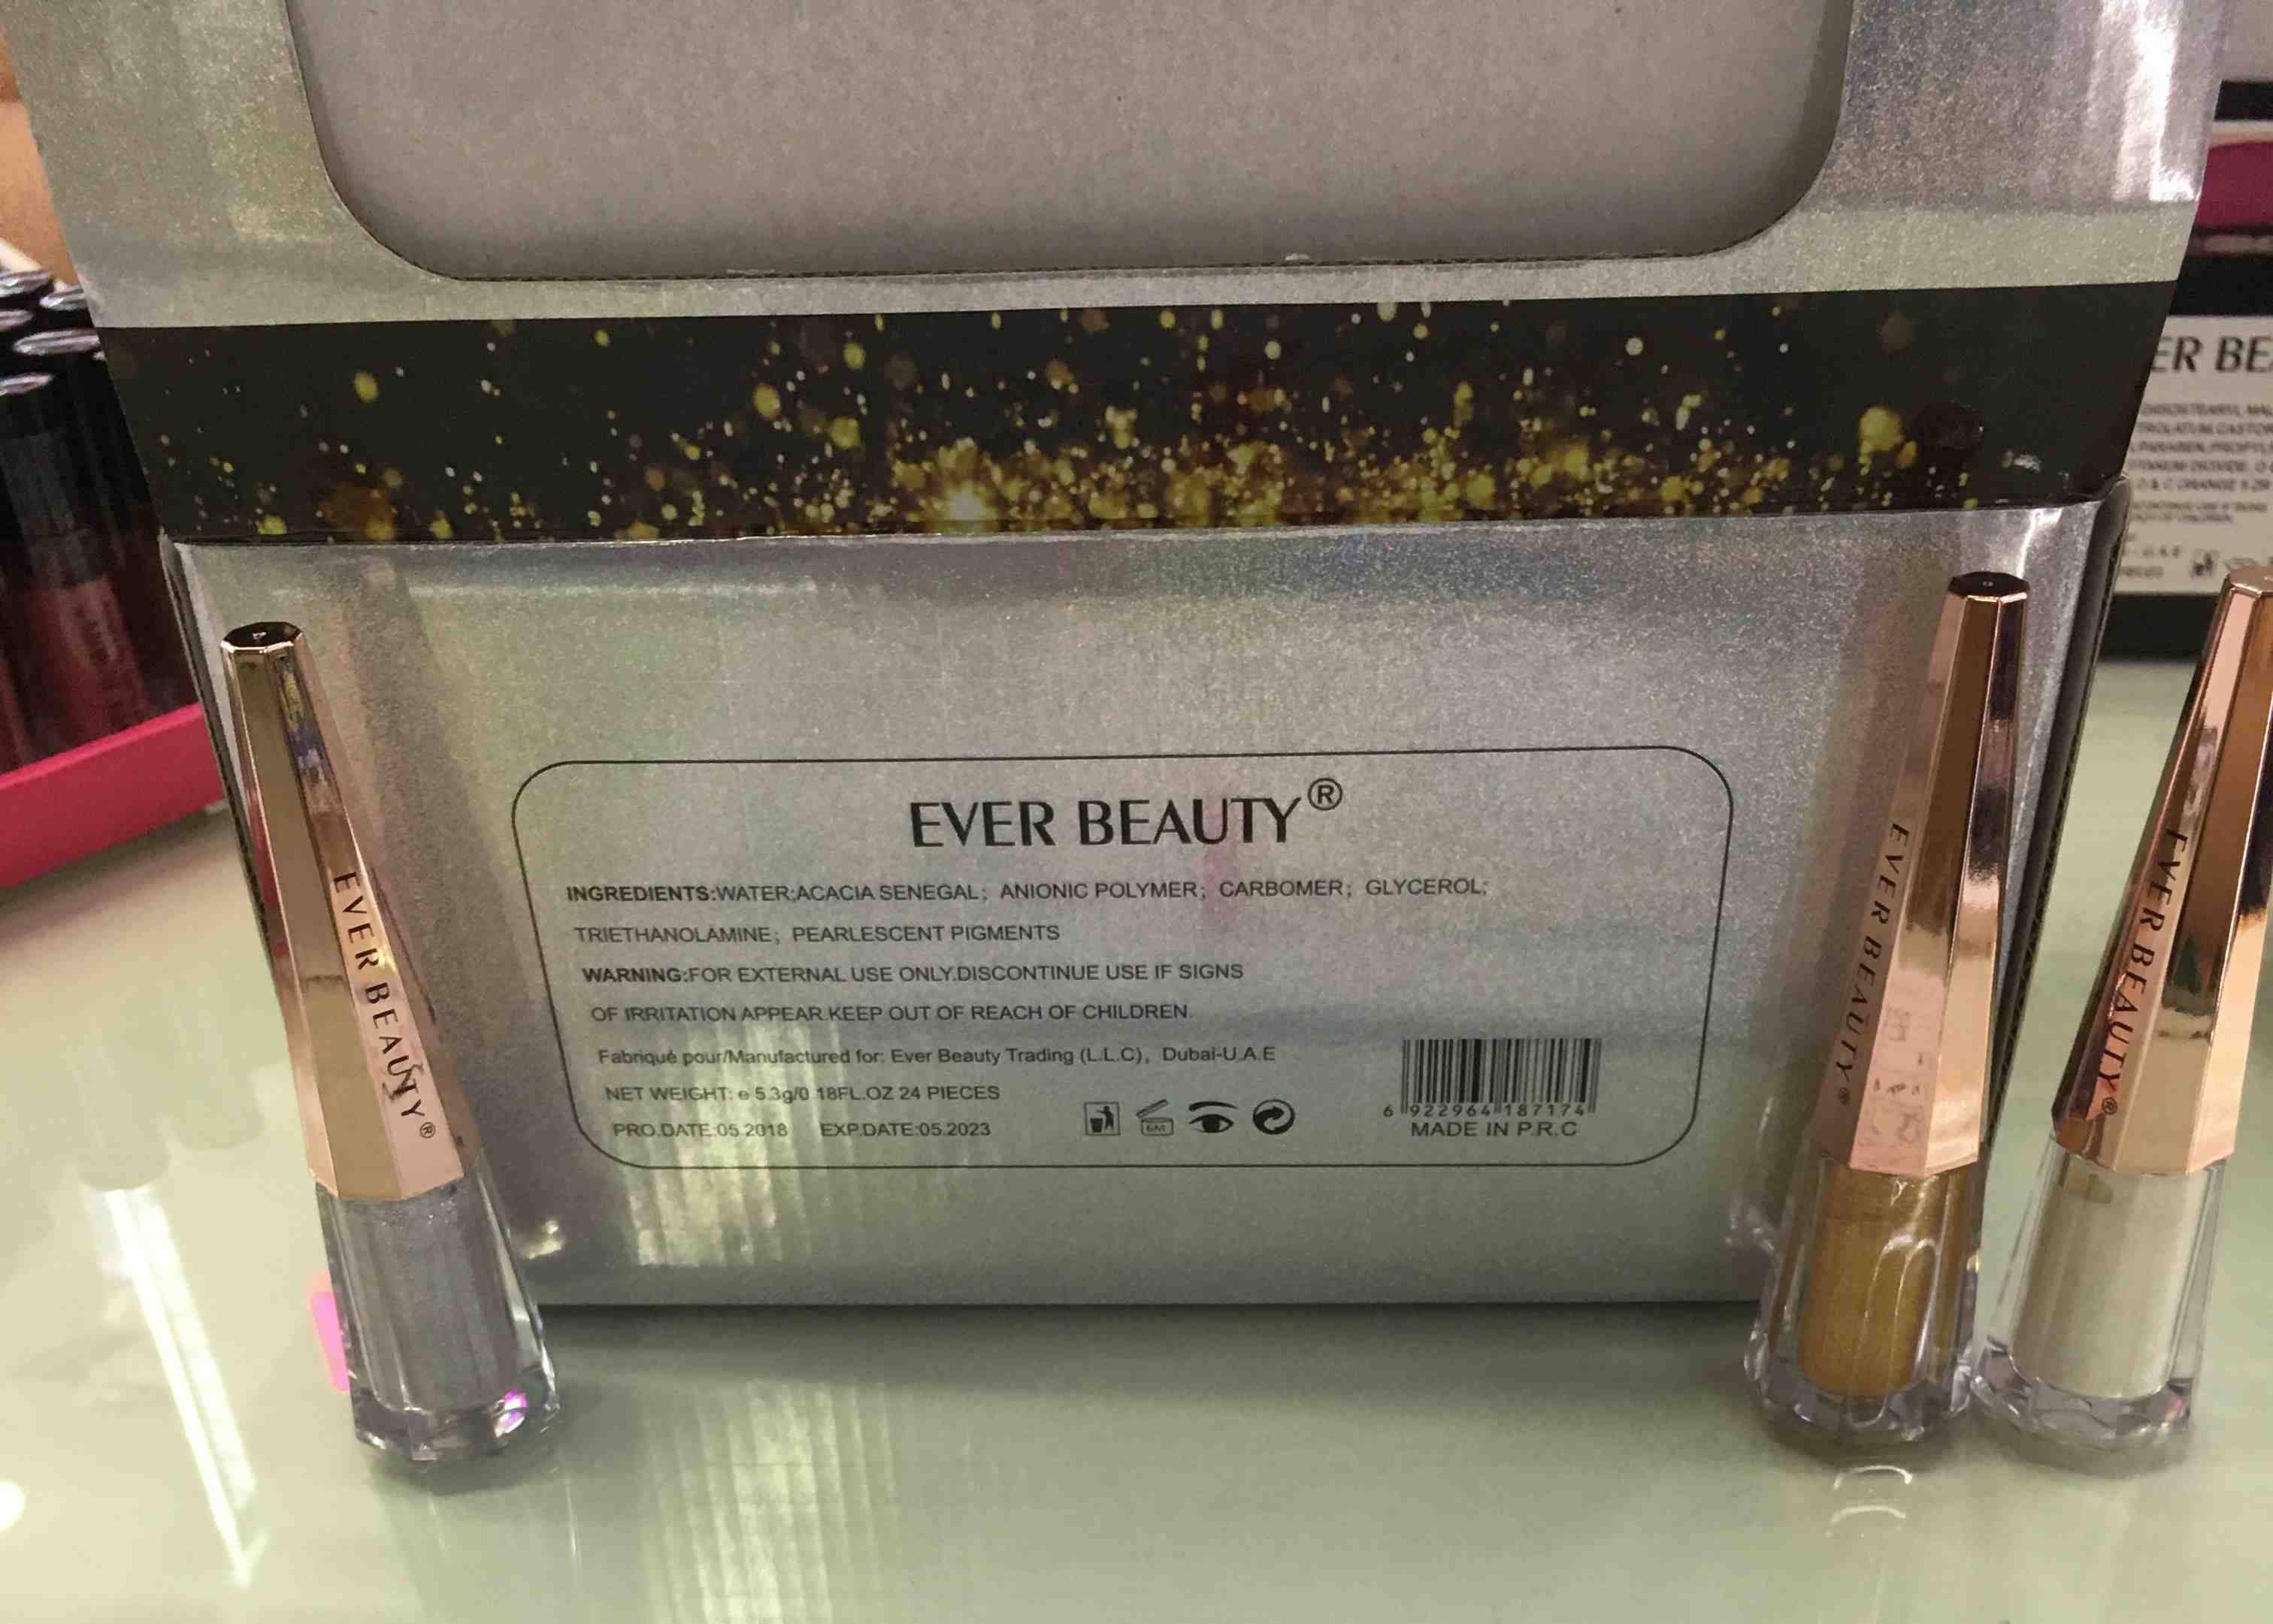 EVER BEAUTY®
INGREDIENTS:WATER;ACACIA SENEGAL; ANIONIC POLYMER; CARBOMER; GLYCEROL;
TRIETHANOLAMINE; PEARLESCENT PIGMENTS
WARNING:FOR EXTERNAL USE ONLY.DISCONTINUE USE IF SIGNS
OF IRRITATION APPEAR.KEEP OUT OF REACH OF CHILDREN.
Fabriqué pour/Manufactured for: Ever Beauty Trading (L.L.C), Dubai-U.A.E
NET WEIGHT: e 5.3g/0.18FL.OZ 24 PIECES
PRO.DATE:05.2018 EXP.DATE:05.2023
6M
6 922964 187174
MADE IN P.R.C
EVER BEAUTY®
EVER BEAUTY®
EVER BEAUTY®
ER BE